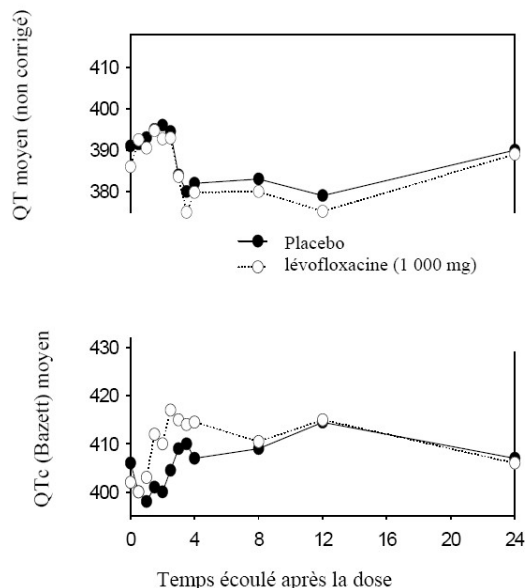 QT moyen (non corrigé)
410
400
390
380
Placebo
lévofloxacine (1 000 mg)
QTc (Bazett) moyen
430
420
410
400
0 4 8 12 16 20 24
Temps écoulé après la dose